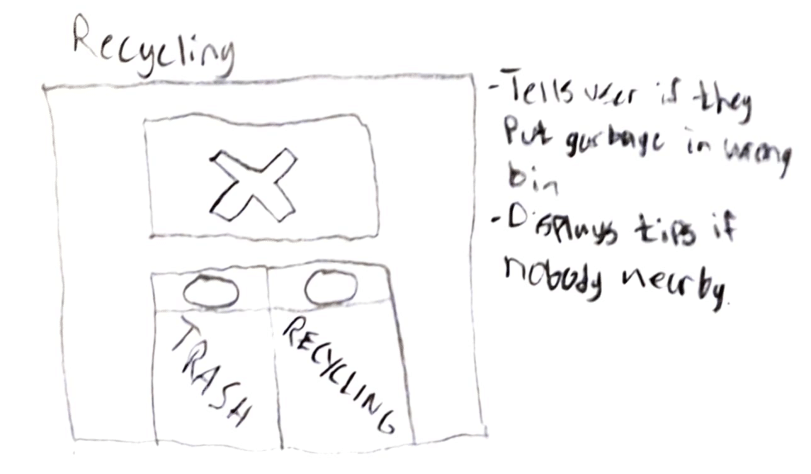 Recycling
-Tells user if they
Put garbage in wrong
bin
-Displays tips if
nobody nearby.
TRASH
RECYCLING